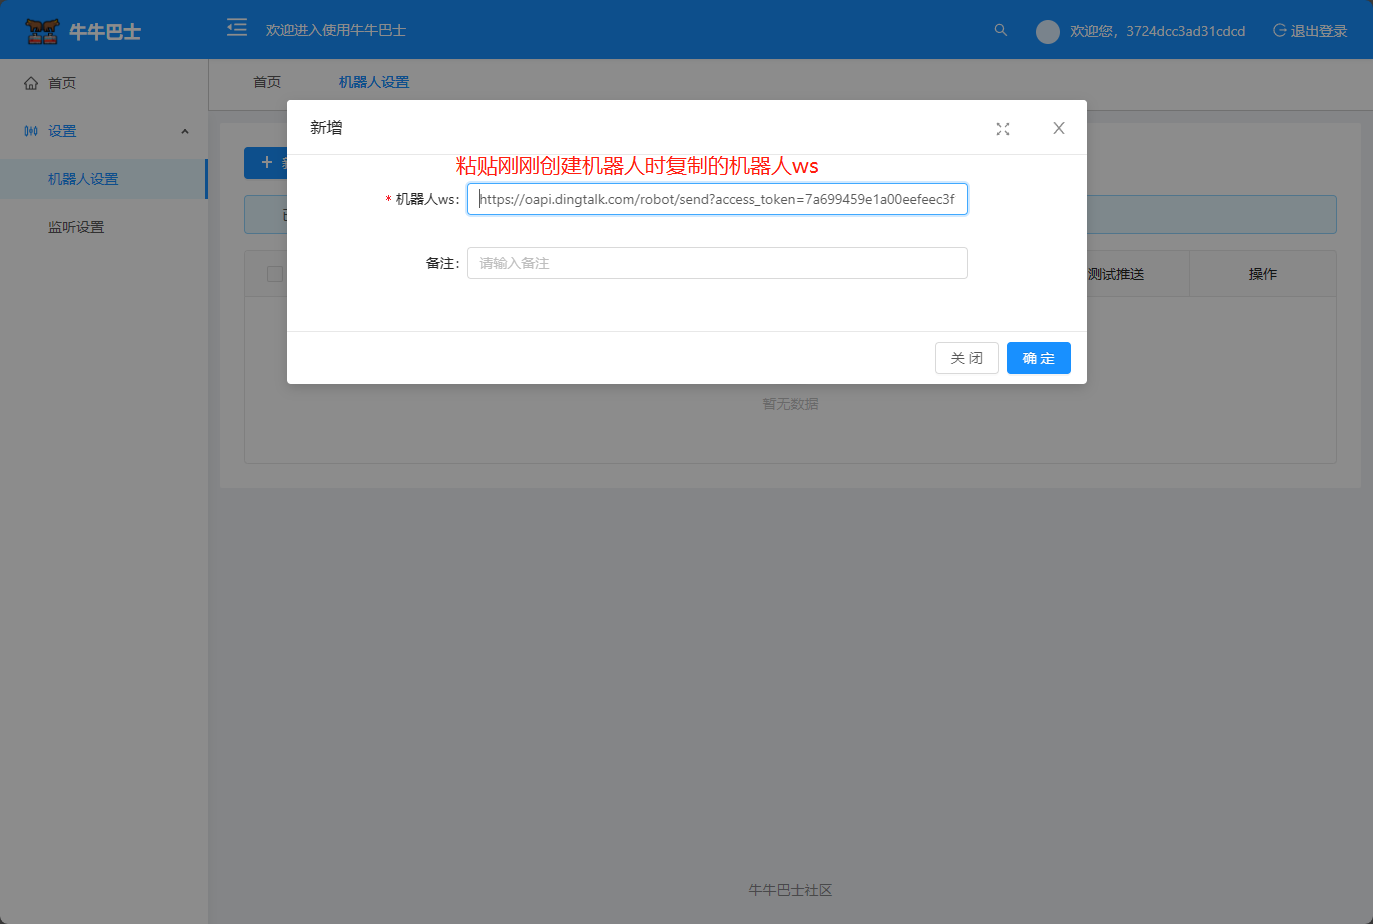 牛牛巴士
欢迎进入使用牛牛巴士
欢迎您，3724dcc3ad31cdcd
退出登录
首页
设置
机器人设置
监听设置
首页
机器人设置
新增
粘贴刚刚创建机器人时复制的机器人ws
* 机器人ws：
https://oapi.dingtalk.com/robot/send?access_token=7a699459e1a00eefeec3f
备注：
请输入备注
关 闭
确 定
测试推送
操作
暂无数据
牛牛巴士社区